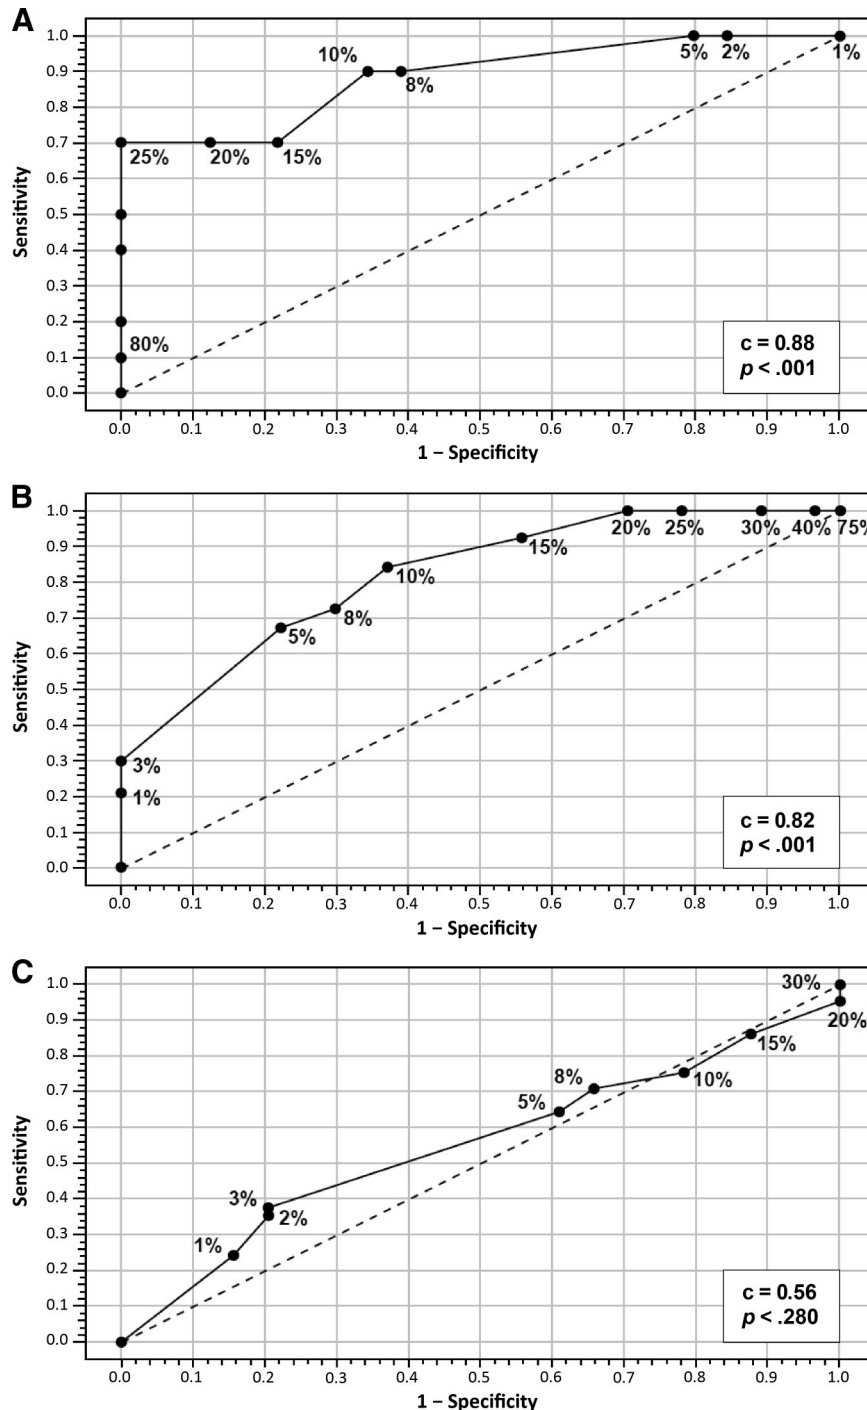 A
1.0
0.9
0.8
0.7
0.6
0.5
0.4
0.3
0.2
0.1
0.0
Sensitivity
10%
8%
5% 2% 1%
25% 20% 15%
80%
c = 0.88
p < .001
0.0 0.1 0.2 0.3 0.4 0.5 0.6 0.7 0.8 0.9 1.0
1 − Specificity
B
1.0
0.9
0.8
0.7
0.6
0.5
0.4
0.3
0.2
0.1
0.0
Sensitivity
20% 25% 30% 40% 75%
15%
10%
8%
5%
3%
1%
c = 0.82
p < .001
0.0 0.1 0.2 0.3 0.4 0.5 0.6 0.7 0.8 0.9 1.0
1 − Specificity
C
1.0
0.9
0.8
0.7
0.6
0.5
0.4
0.3
0.2
0.1
0.0
Sensitivity
30%
20%
15%
10%
8%
5%
3%
2%
1%
c = 0.56
p < .280
0.0 0.1 0.2 0.3 0.4 0.5 0.6 0.7 0.8 0.9 1.0
1 − Specificity